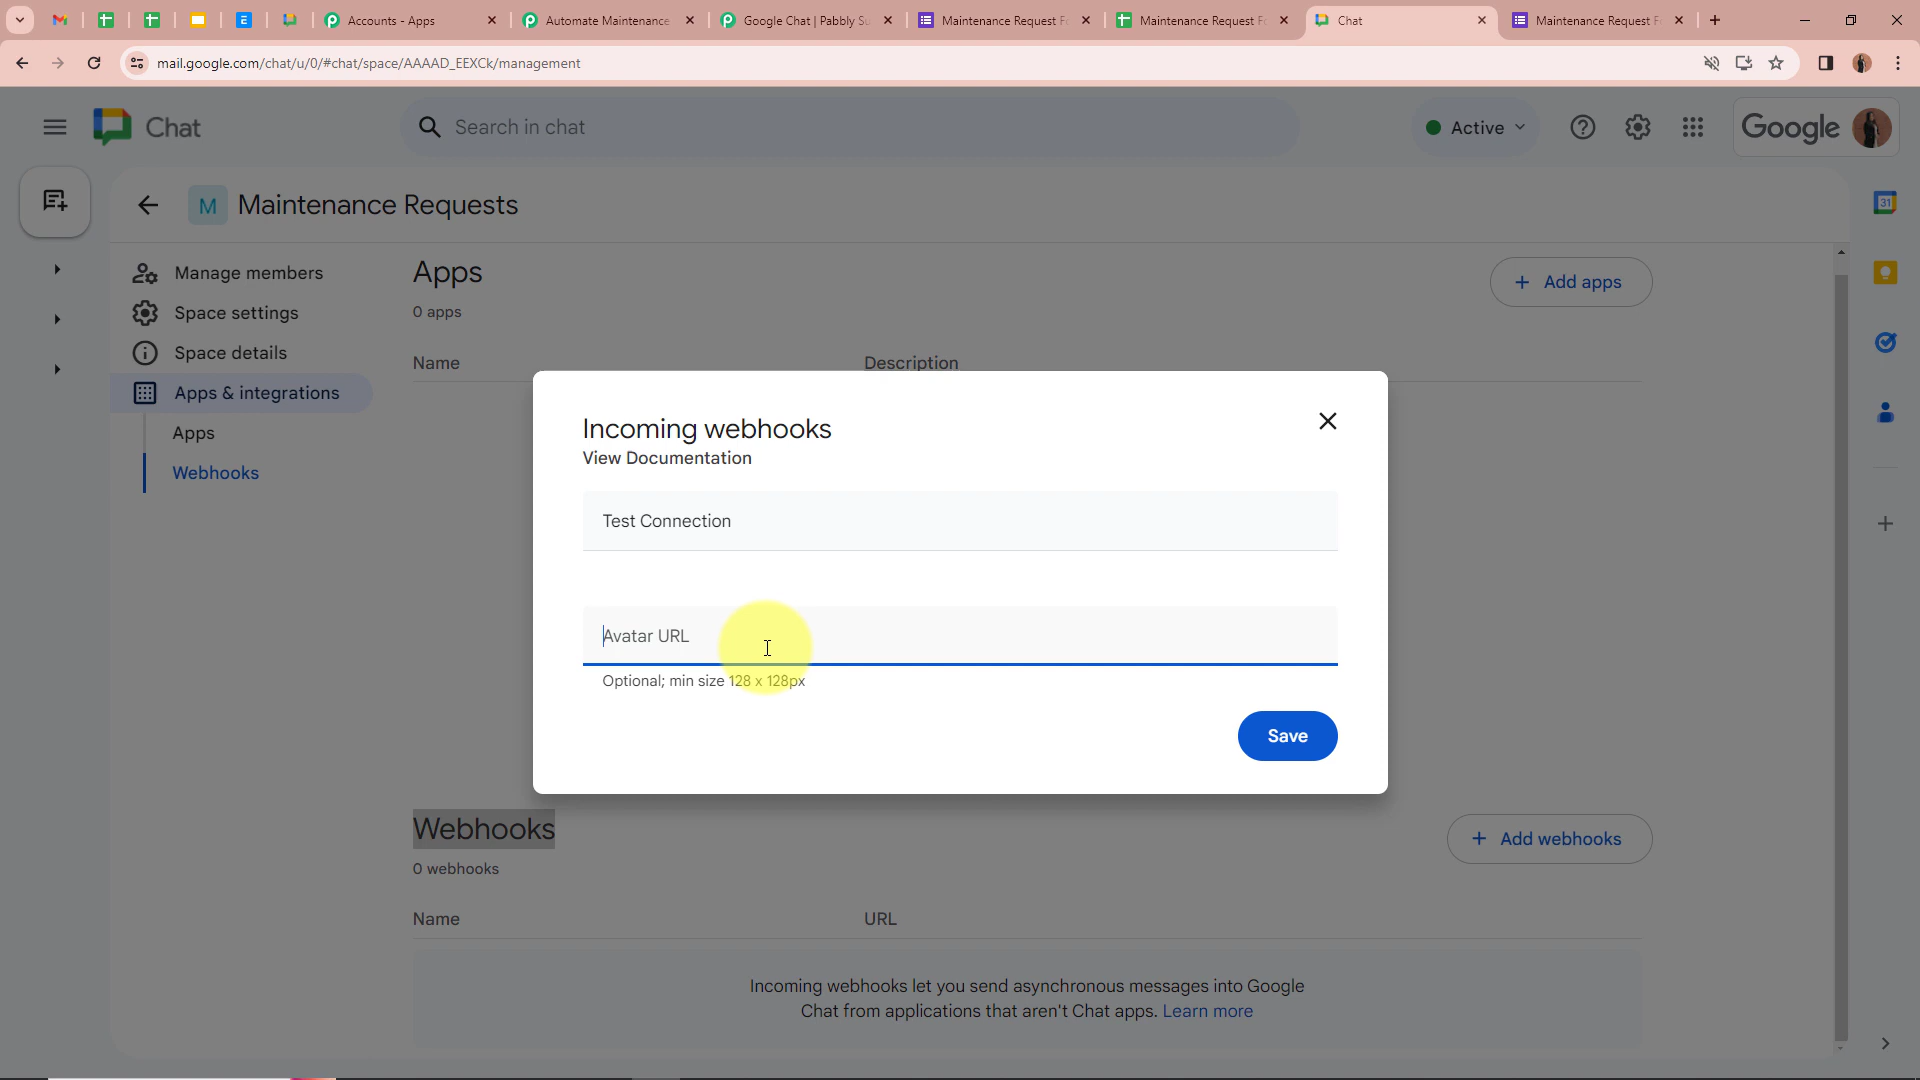 Accounts - Apps
Automate Maintenance
Google Chat | Pabbly Su
Maintenance Request Fo
Maintenance Request Fo
Chat
Maintenance Request F
mail.google.com/chat/u/0/#chat/space/AAAAD_EEXCk/management
Chat
Search in chat
Active
Google
M
Maintenance Requests
31
Manage members
Space settings
Space details
Apps & integrations
Apps
Webhooks
Apps
0 apps
Add apps
Name
Description
Incoming webhooks
View Documentation
Test Connection
Avatar URL
Optional; min size 128 x 128px
Save
Webhooks
0 webhooks
Add webhooks
Name
URL
Incoming webhooks let you send asynchronous messages into Google
Chat from applications that aren't Chat apps. Learn more